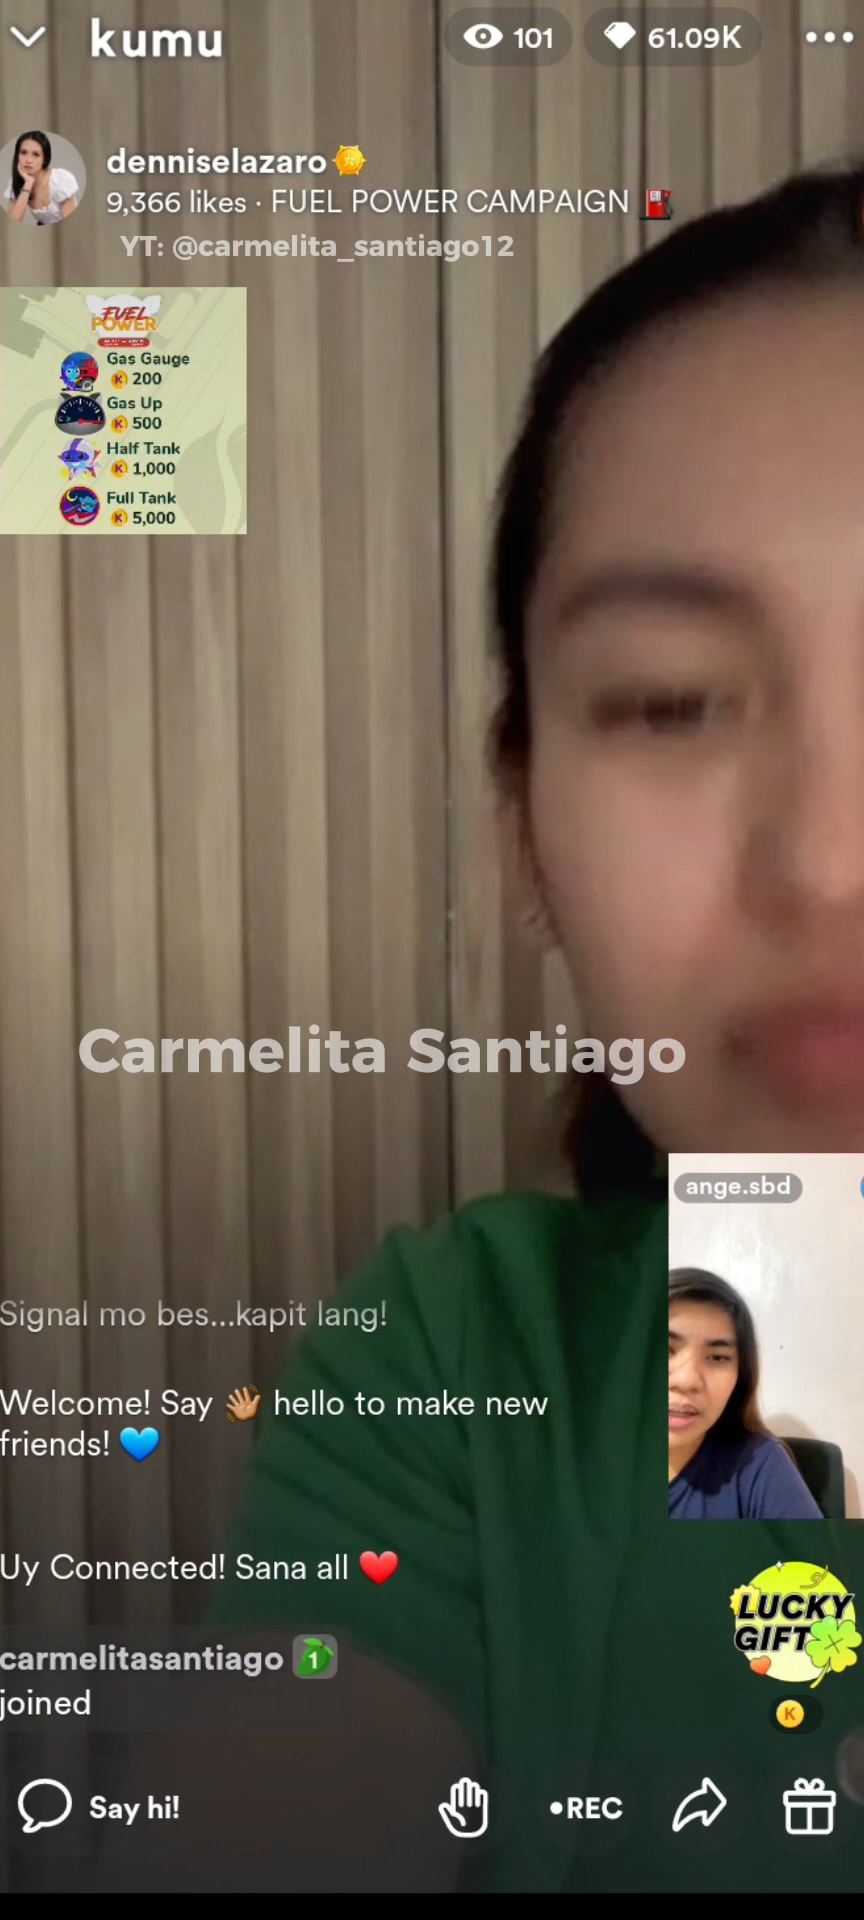 kumu
101
61.09K
denniselazaro
9,366 likes · FUEL POWER CAMPAIGN
YT: @carmelita_santiago12
FUEL
POWER
Gas Gauge
K 200
Gas Up
K 500
Half Tank
K 1,000
Full Tank
K 5,000
Carmelita Santiago
ange.sbd
Signal mo bes...kapit lang!
Welcome! Say 👋🏽 hello to make new
friends! 💙
Uy Connected! Sana all ❤️
LUCKY
GIFT
carmelitasantiago 1
joined
K
Say hi!
•REC